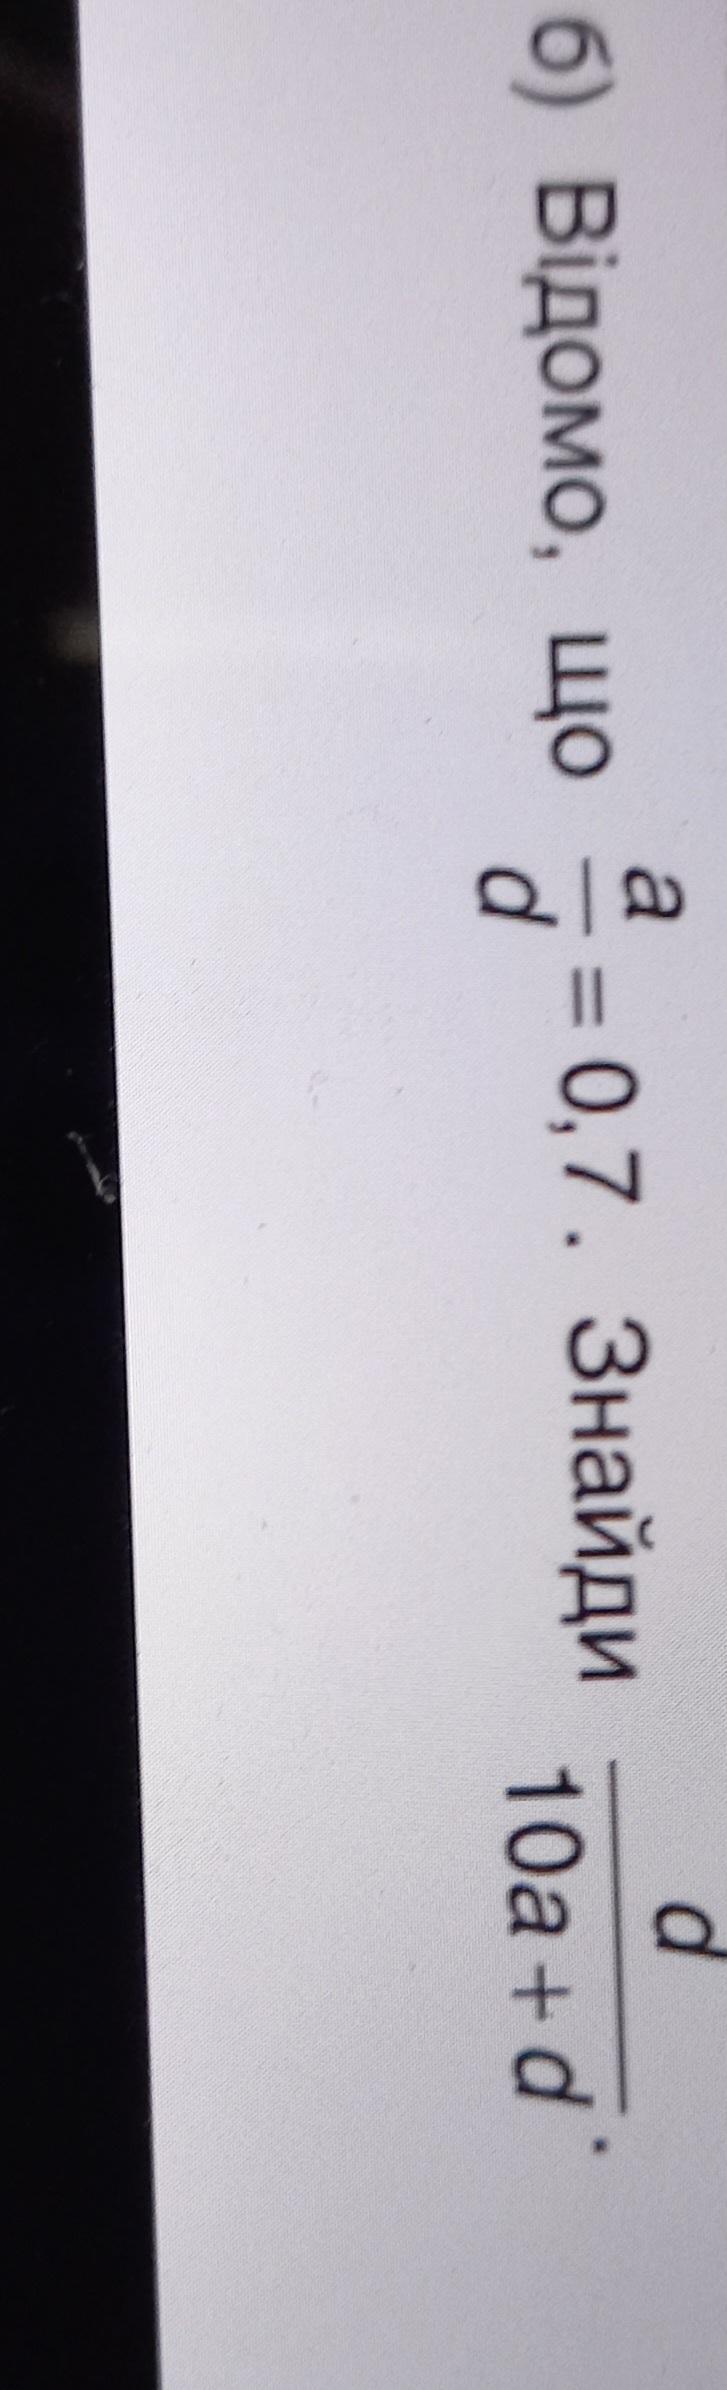 б) Відомо, що a/d = 0,7. Знайди d/(10a + d).